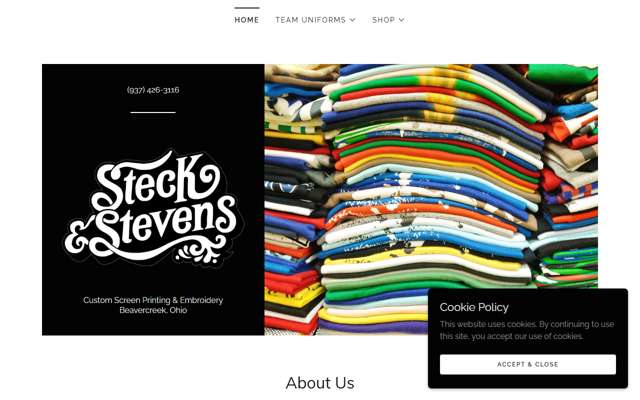 HOME
TEAM UNIFORMS
SHOP
(937) 426-3116
Steck
& Stevens
Custom Screen Printing & Embroidery
Beavercreek, Ohio
Cookie Policy
This website uses cookies. By continuing to use
this site, you accept our use of cookies.
ACCEPT & CLOSE
About Us